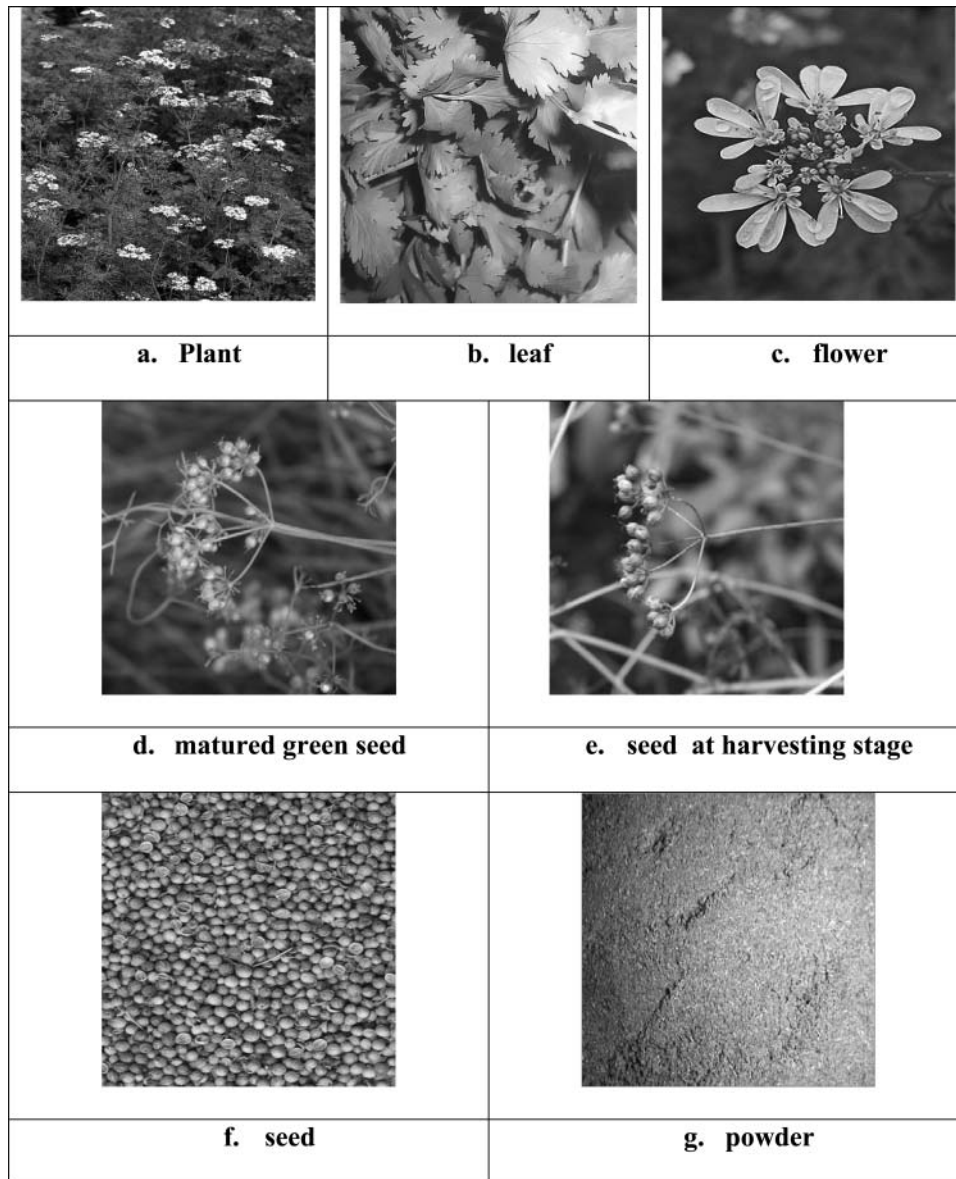 a. Plant
b. leaf
c. flower
d. matured green seed
e. seed at harvesting stage
f. seed
g. powder